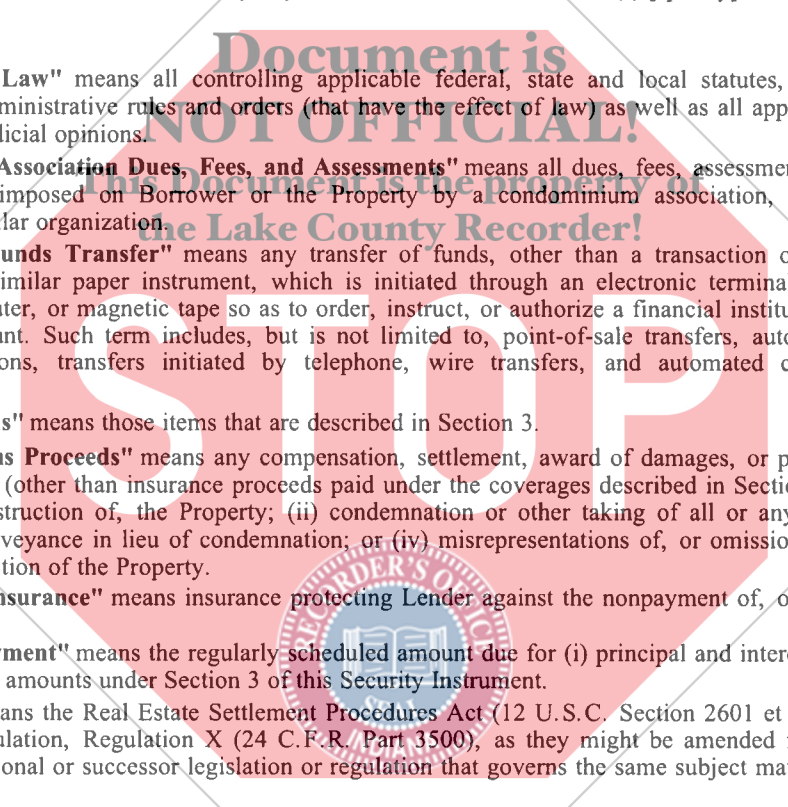 Document is
Law" means all controlling applicable federal, state and local statutes,
ministrative rules and orders (that have the effect of law) as well as all app
NOT OFFICIAL!
dicial opinions.
Association Dues, Fees, and Assessments" means all dues, fees, assessmen
This Document is the property of
imposed on Borrower or the Property by a condominium association,
lar organization.
the Lake County Recorder!
unds Transfer" means any transfer of funds, other than a transaction o
similar paper instrument, which is initiated through an electronic terminal
uter, or magnetic tape so as to order, instruct, or authorize a financial institu
unt. Such term includes, but is not limited to, point-of-sale transfers, auto
ons, transfers initiated by telephone, wire transfers, and automated c
STOP
s" means those items that are described in Section 3.
us Proceeds" means any compensation, settlement, award of damages, or p
(other than insurance proceeds paid under the coverages described in Sectio
struction of, the Property; (ii) condemnation or other taking of all or any
veyance in lieu of condemnation; or (iv) misrepresentations of, or omissio
tion of the Property.
nsurance" means insurance protecting Lender against the nonpayment of, o
RECORDER'S OFFICE
yment" means the regularly scheduled amount due for (i) principal and intere
amounts under Section 3 of this Security Instrument.
SEAL
ans the Real Estate Settlement Procedures Act (12 U.S.C. Section 2601 et
ulation, Regulation X (24 C.F.R. Part 3500), as they might be amended
INDIANA
onal or successor legislation or regulation that governs the same subject mat